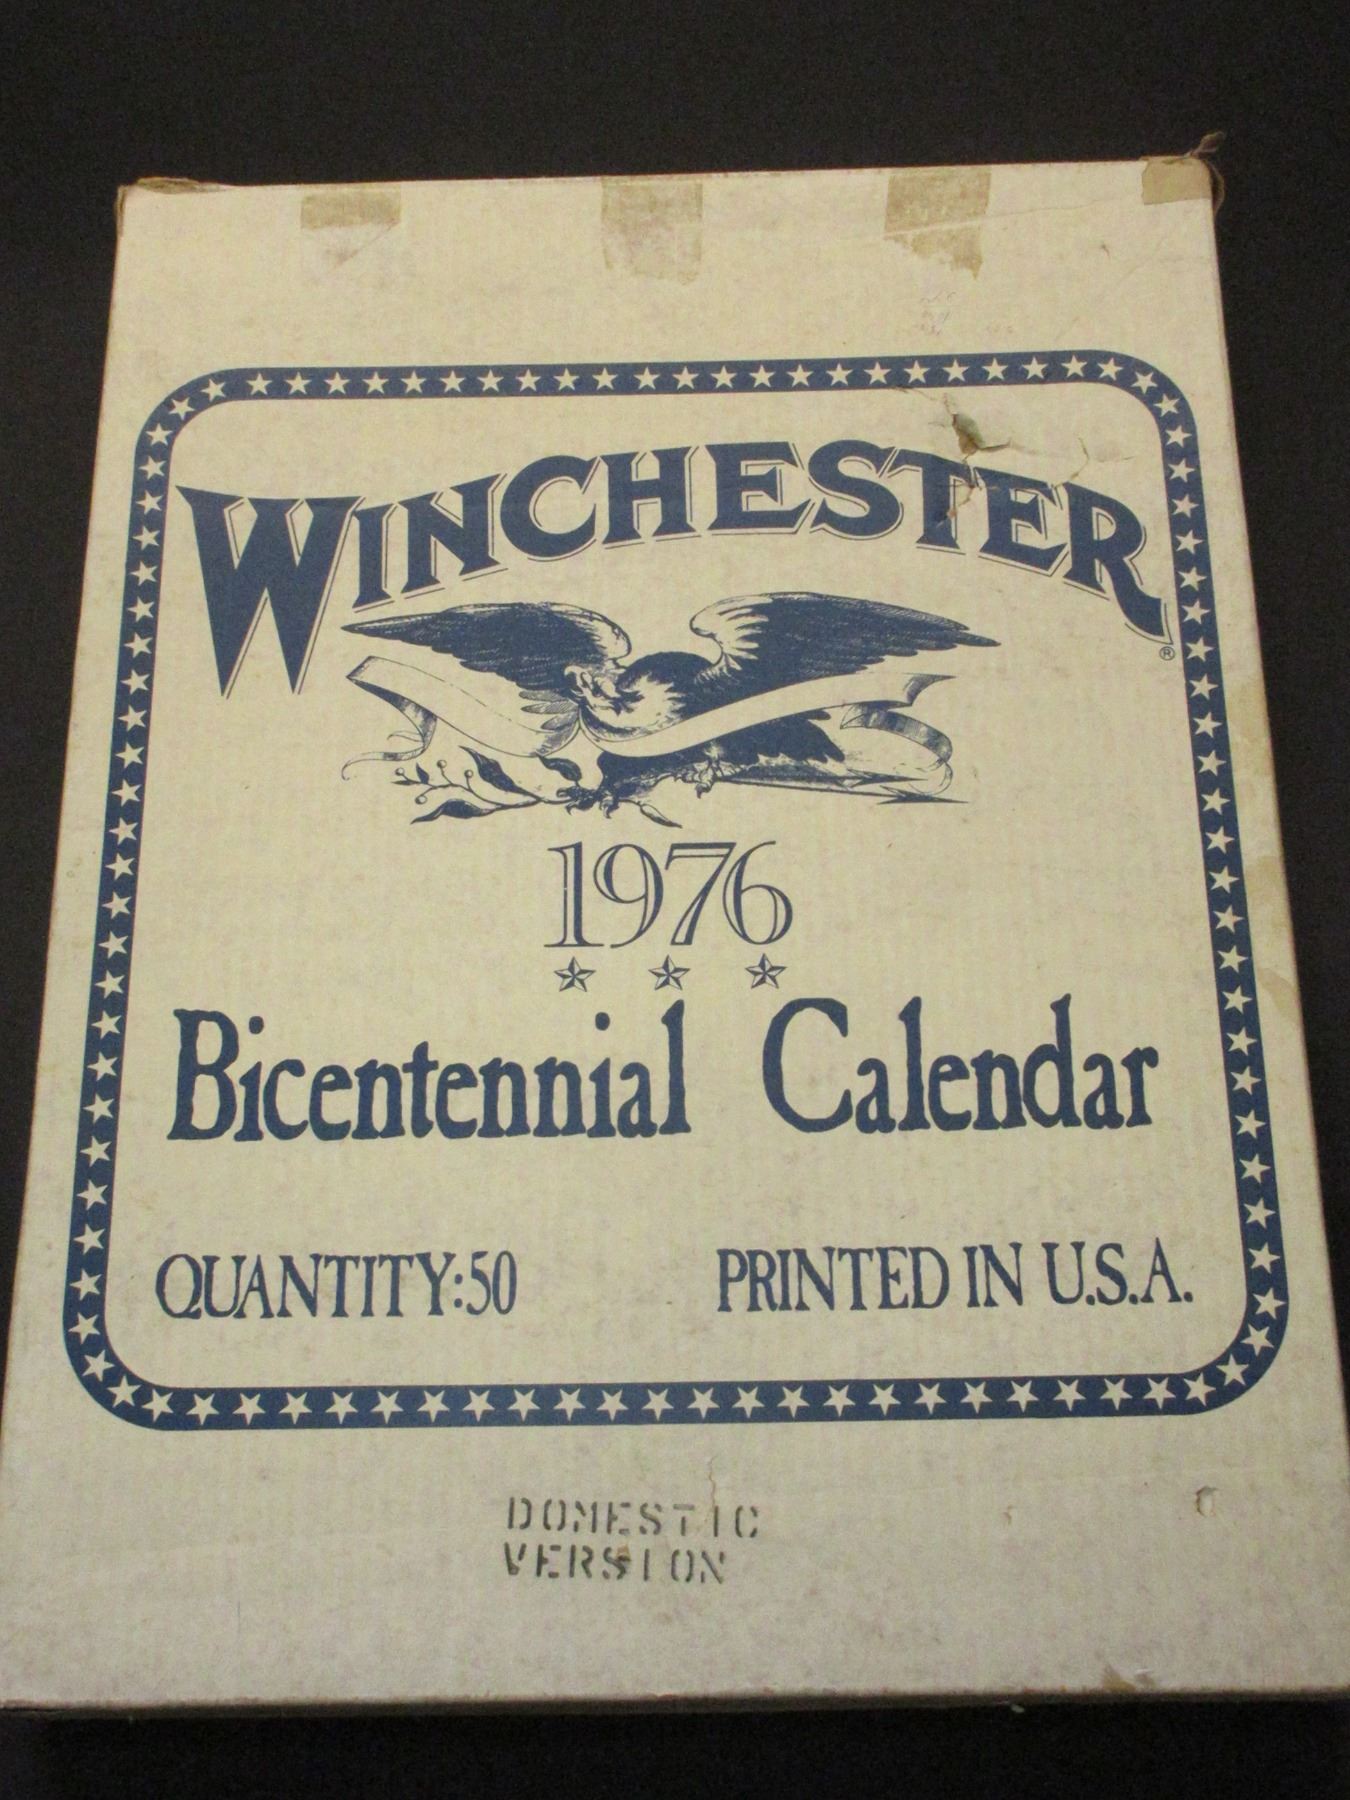 WINCHESTER
®
1976
Bicentennial Calendar
QUANTITY:50 PRINTED IN U.S.A.
DOMESTIC
VERSION